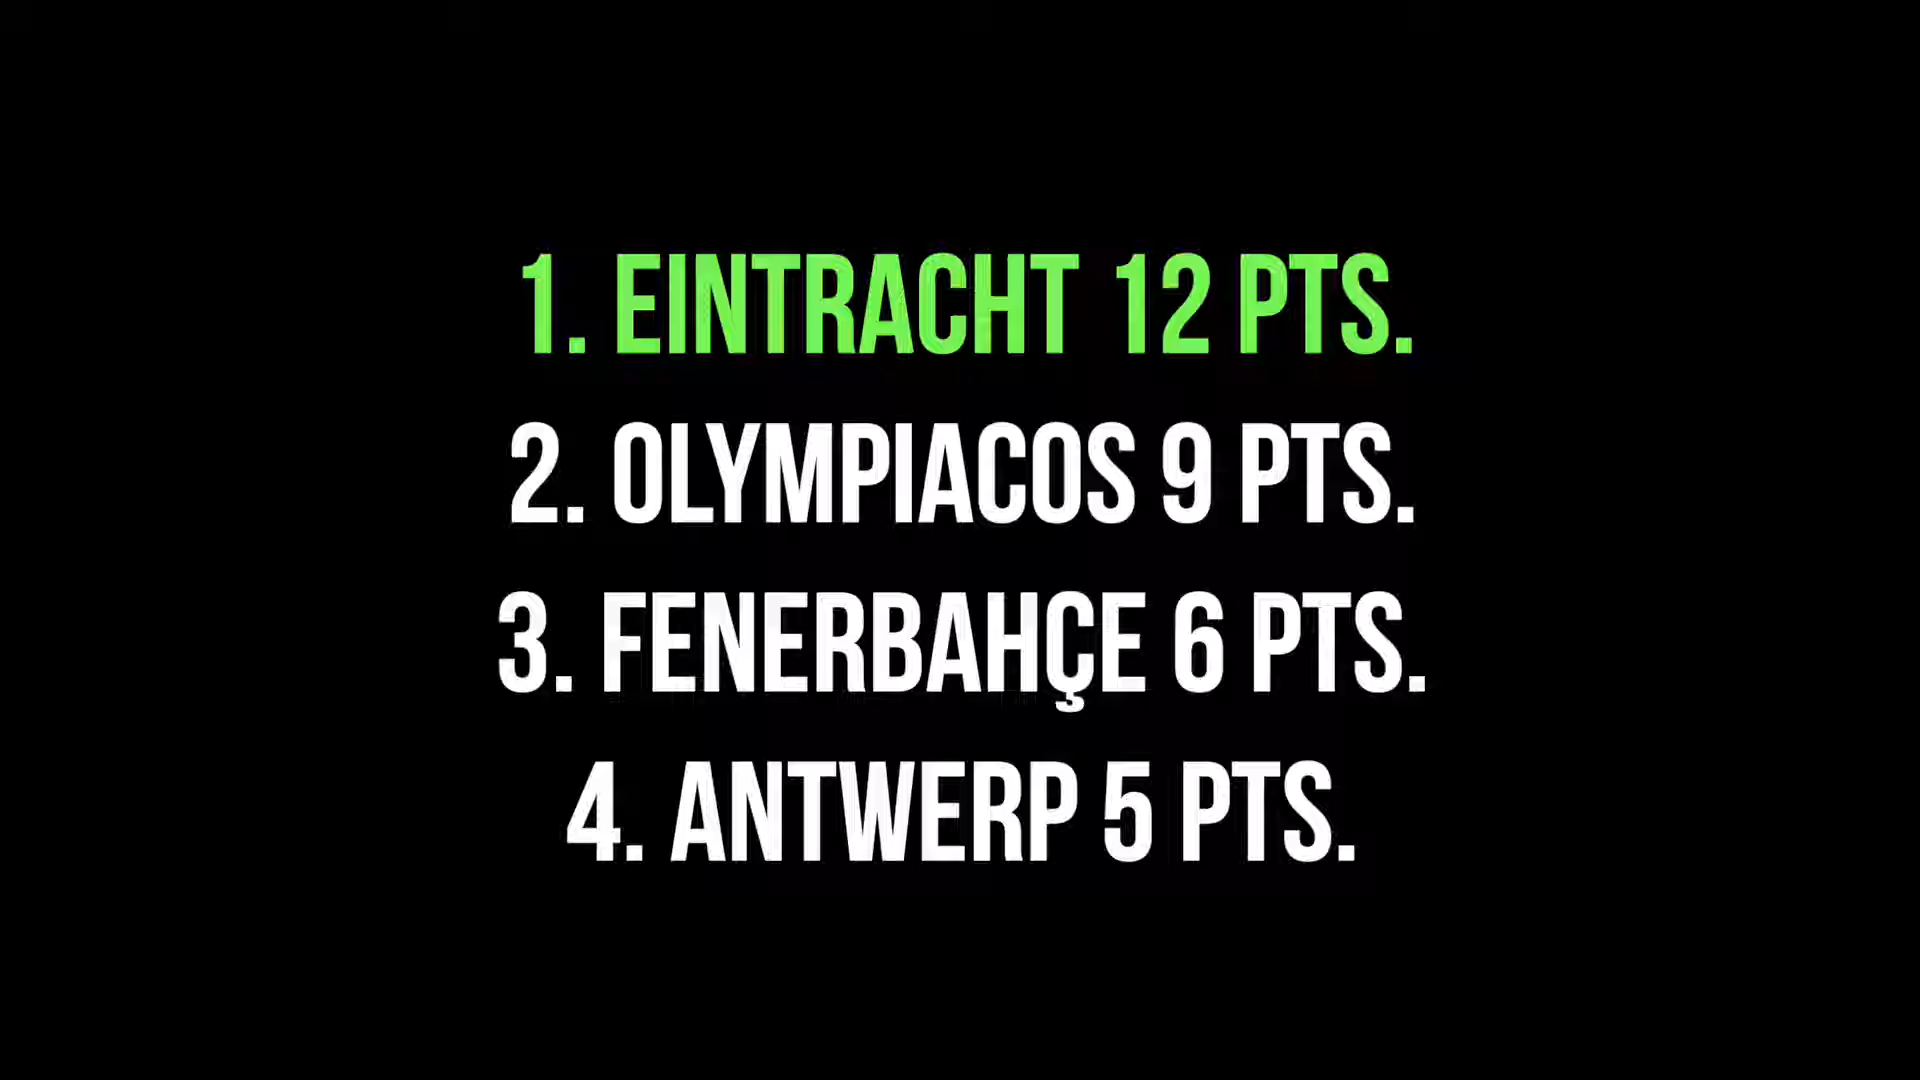 1. EINTRACHT 12 PTS.
2. OLYMPIACOS 9 PTS.
3. FENERBAHÇE 6 PTS.
4. ANTWERP 5 PTS.